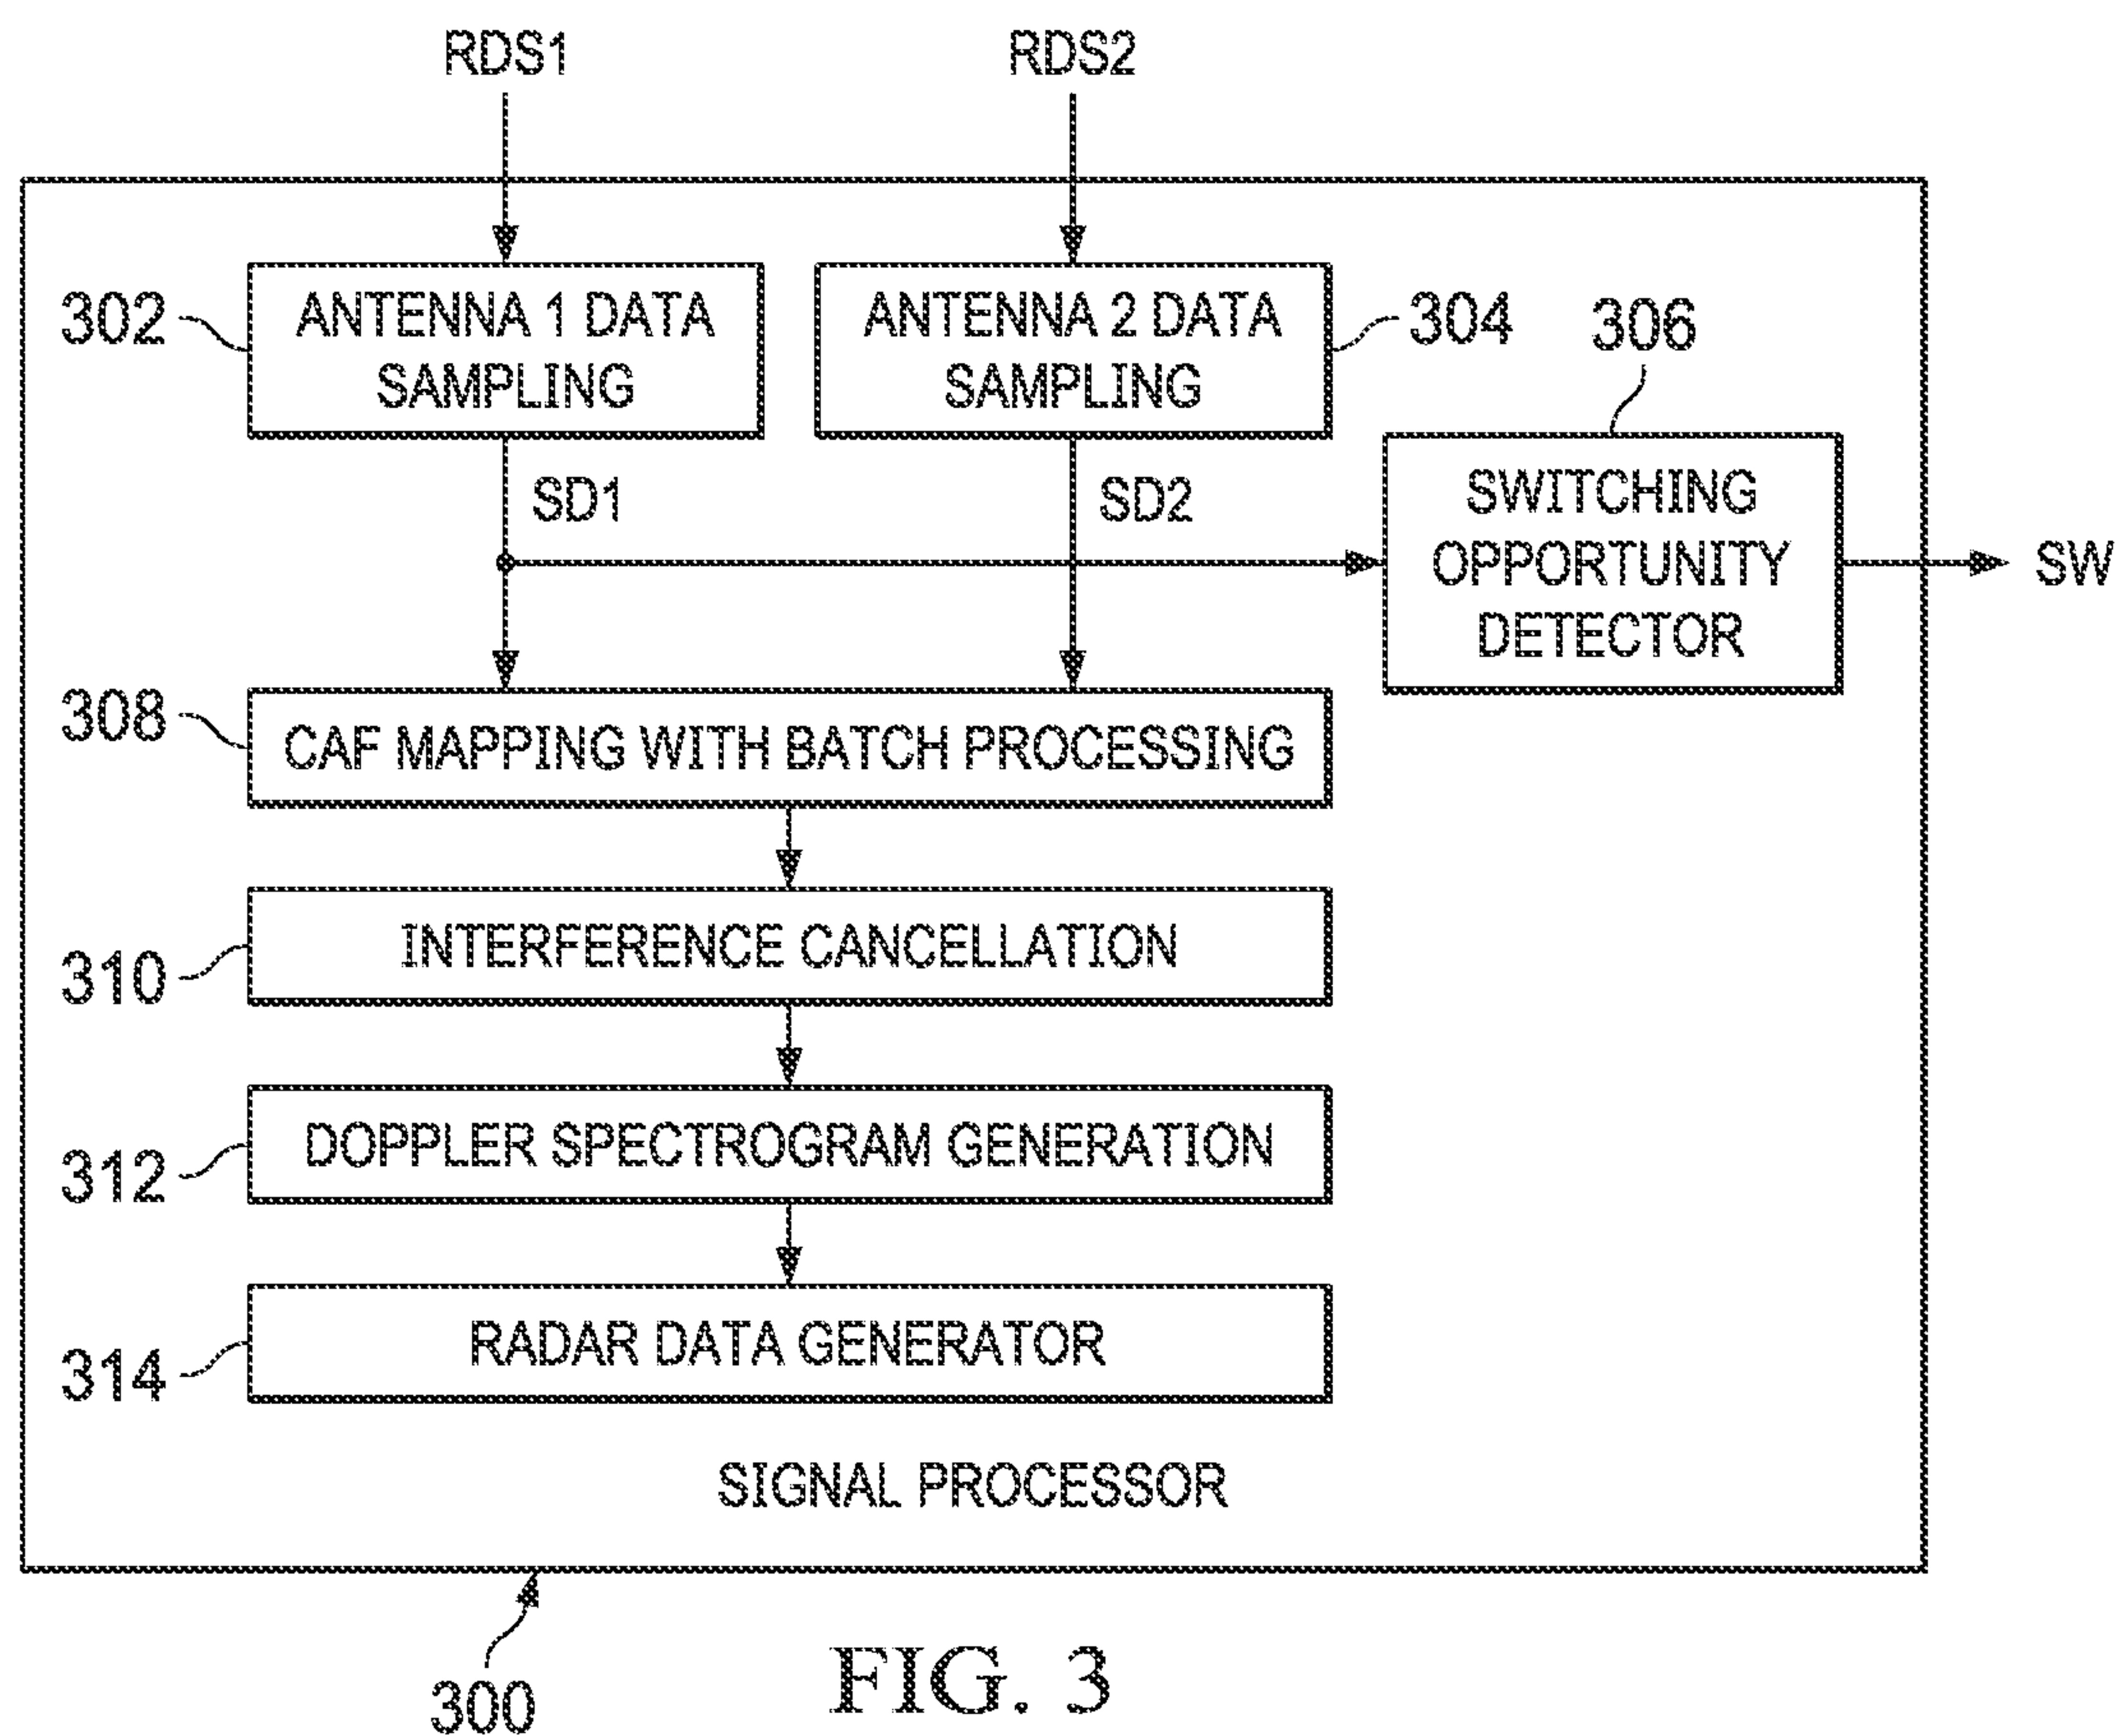 RDS1
RDS2
302
ANTENNA 1 DATA
SAMPLING
ANTENNA 2 DATA
SAMPLING
304
306
SD1
SD2
SWITCHING
OPPORTUNITY
DETECTOR
SW
308
CAF MAPPING WITH BATCH PROCESSING
310
INTERFERENCE CANCELLATION
312
DOPPLER SPECTROGRAM GENERATION
314
RADAR DATA GENERATOR
SIGNAL PROCESSOR
300
FIG. 3